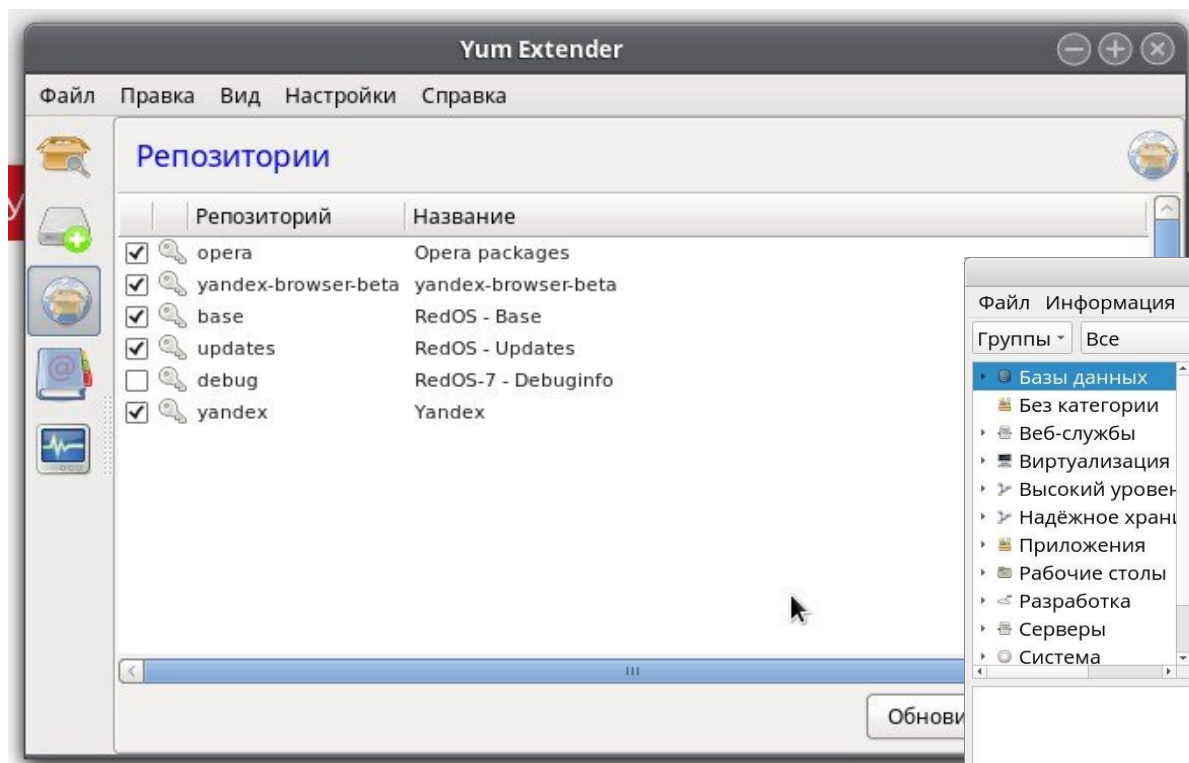 Yum Extender
Файл Правка Вид Настройки Справка
Репозитории
Репозиторий Название
opera Opera packages
yandex-browser-beta yandex-browser-beta
base RedOS - Base
updates RedOS - Updates
debug RedOS-7 - Debuginfo
yandex Yandex
Обнови
Файл Информация
Группы Все
Базы данных
Без категории
Веб-службы
Виртуализация
Высокий уровен
Надёжное хран
Приложения
Рабочие столы
Разработка
Серверы
Система